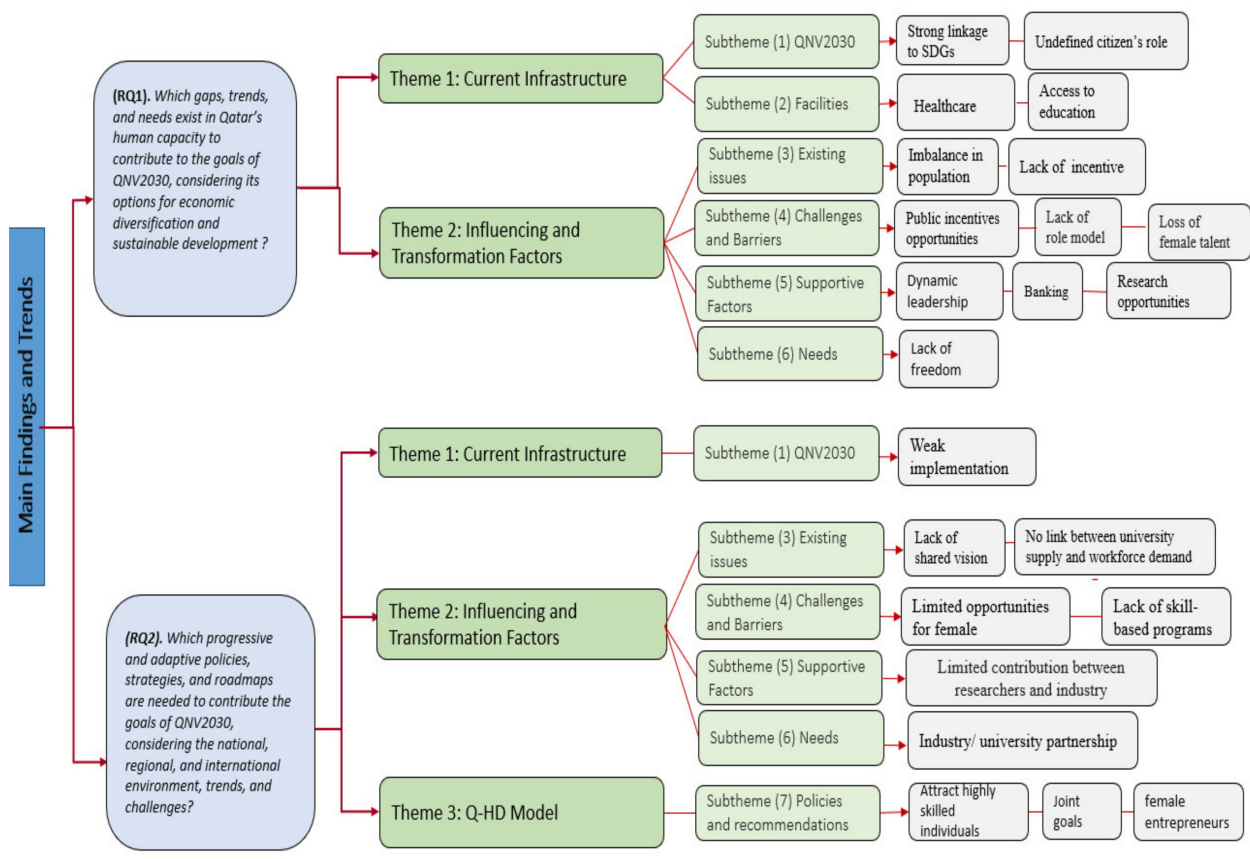 Main Findings and Trends
(RQ1). Which gaps, trends,
and needs exist in Qatar's
human capacity to
contribute to the goals of
QNV2030, considering its
options for economic
diversification and
sustainable development ?
Theme 1: Current Infrastructure
Subtheme (1) QNV2030
Strong linkage
to SDGs
Undefined citizen's role
Subtheme (2) Facilities
Healthcare
Access to
education
Theme 2: Influencing and
Transformation Factors
Subtheme (3) Existing
issues
Imbalance in
population
Lack of incentive
Subtheme (4) Challenges
and Barriers
Public incentives
opportunities
Lack of
role model
Loss of
female talent
Subtheme (5) Supportive
Factors
Dynamic
leadership
Banking
Research
opportunities
Subtheme (6) Needs
Lack of
freedom
(RQ2). Which progressive
and adaptive policies,
strategies, and roadmaps
are needed to contribute the
goals of QNV2030,
considering the national,
regional, and international
environment, trends, and
challenges?
Theme 1: Current Infrastructure
Subtheme (1) QNV2030
Weak
implementation
Theme 2: Influencing and
Transformation Factors
Subtheme (3) Existing
issues
Lack of
shared vision
No link between university
supply and workforce demand
Subtheme (4) Challenges
and Barriers
Limited opportunities
for female
Lack of skill-
based programs
Subtheme (5) Supportive
Factors
Limited contribution between
researchers and industry
Subtheme (6) Needs
Industry/ university partnership
Theme 3: Q-HD Model
Subtheme (7) Policies
and recommendations
Attract highly
skilled
individuals
Joint
goals
female
entrepreneurs